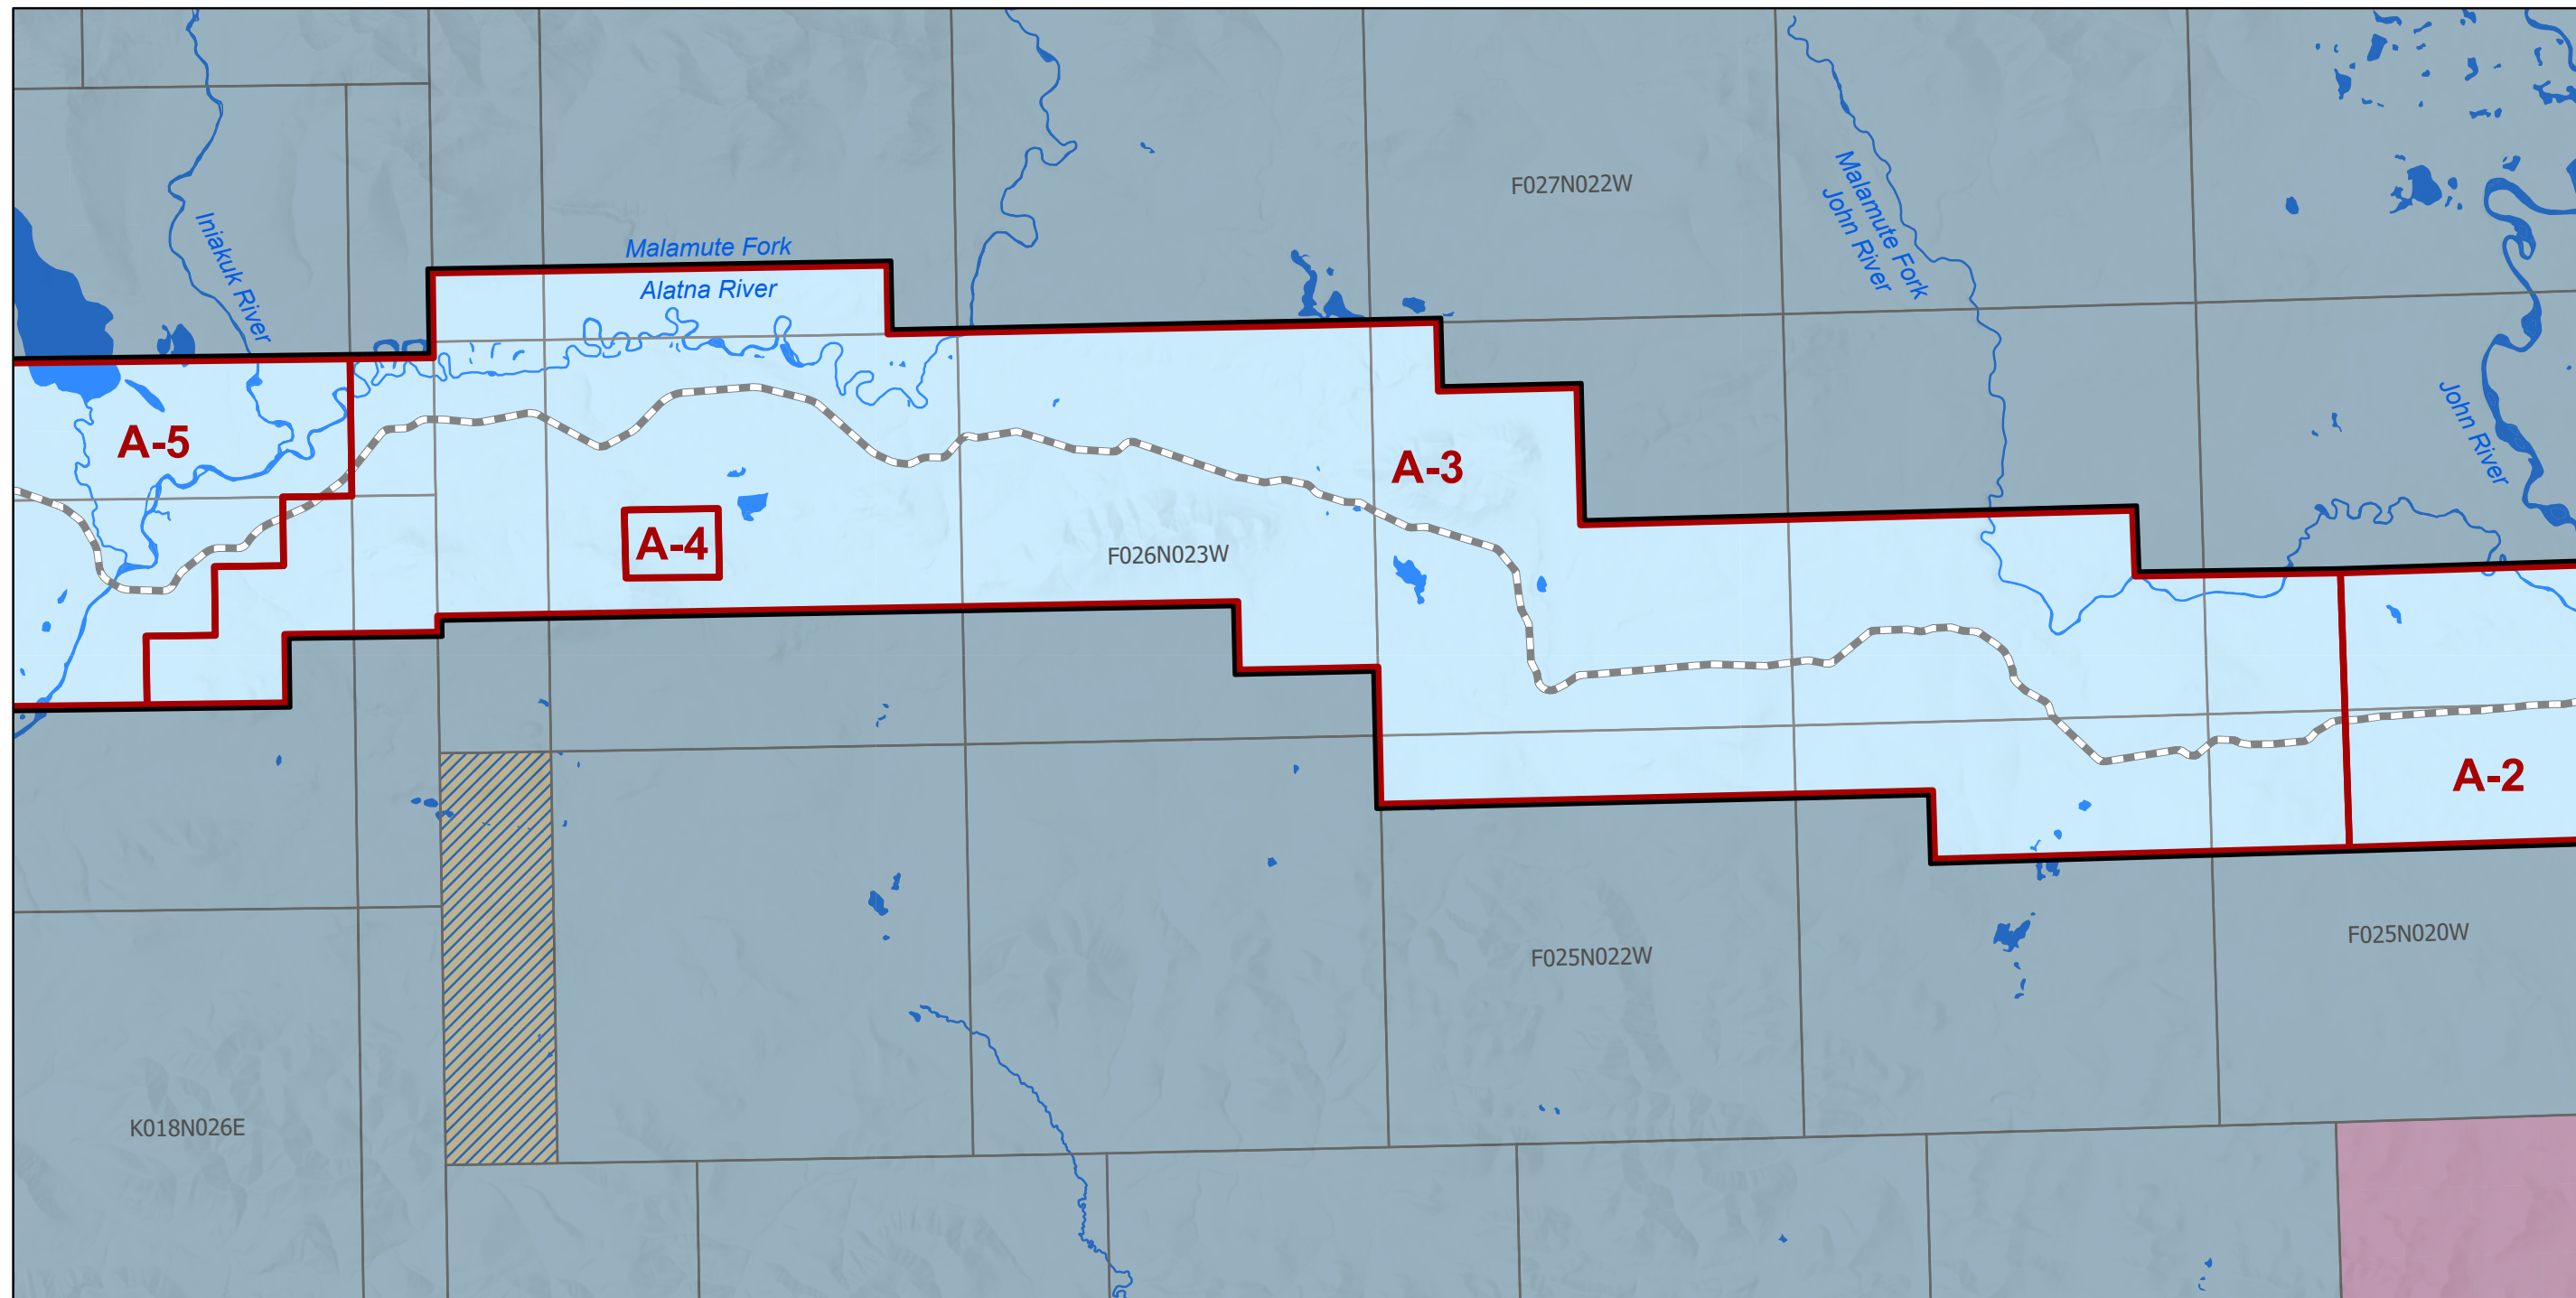 F027N022W
Malamute Fork
John River
Iniakuk River
Malamute Fork
Alatna River
John River
A-5
A-3
A-4
F026N023W
A-2
F025N022W
F025N020W
K018N026E